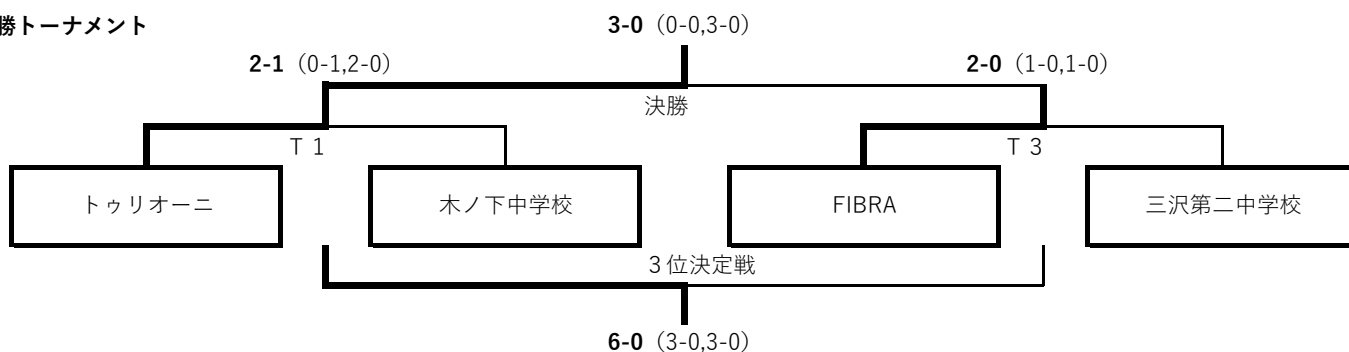 勝トーナメント
3-0（0-0,3-0）
2-1（0-1,2-0）
2-0（1-0,1-0）
決勝
Ｔ１
Ｔ３
トゥリオーニ
木ノ下中学校
FIBRA
三沢第二中学校
３位決定戦
6-0（3-0,3-0）